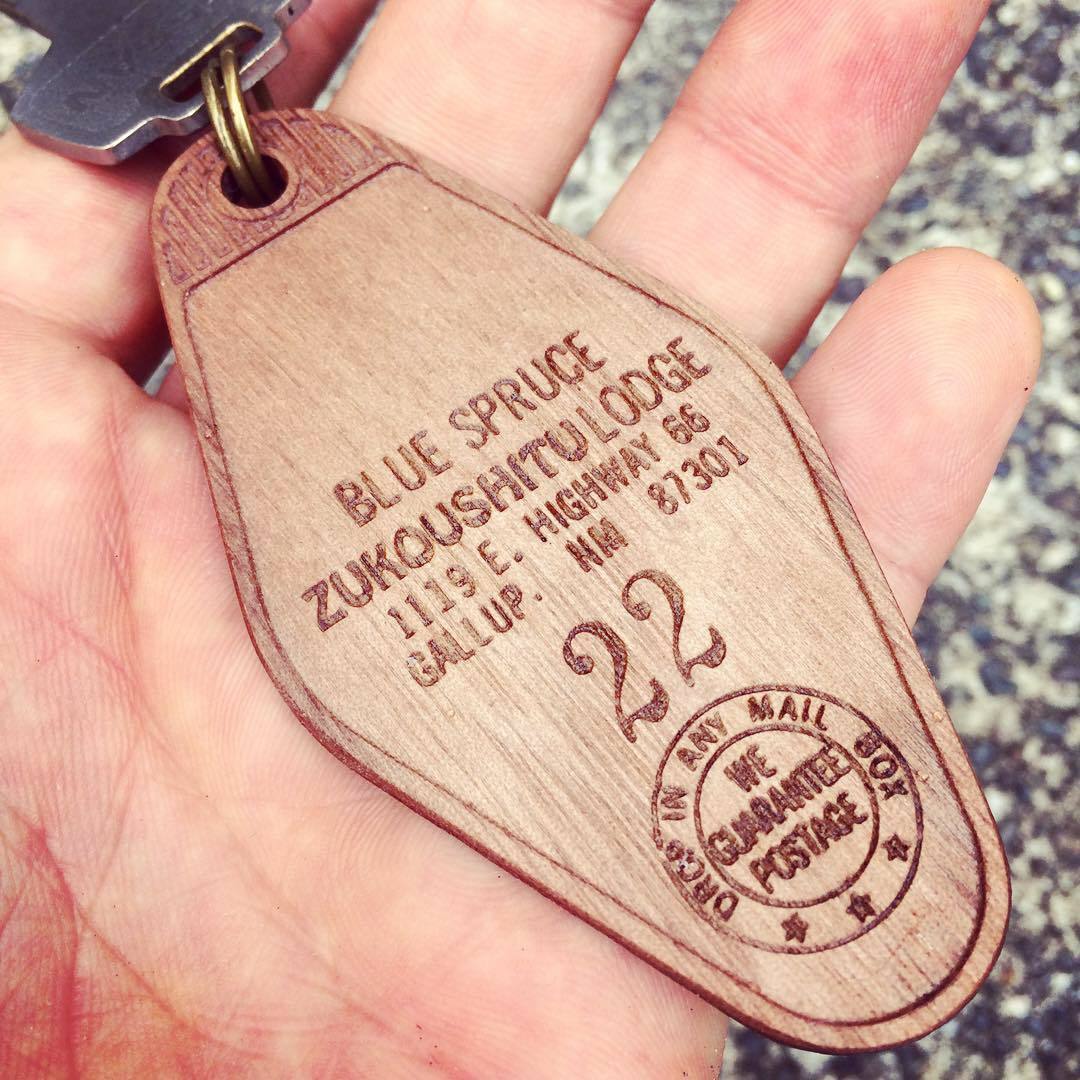 BLUE SPRUCE
ZUKOUSHITU LODGE
1119 E. HIGHWAY 66
GALLUP. NM 87301
22
DROP IN ANY MAIL BOX
WE
GUARANTEE
POSTAGE